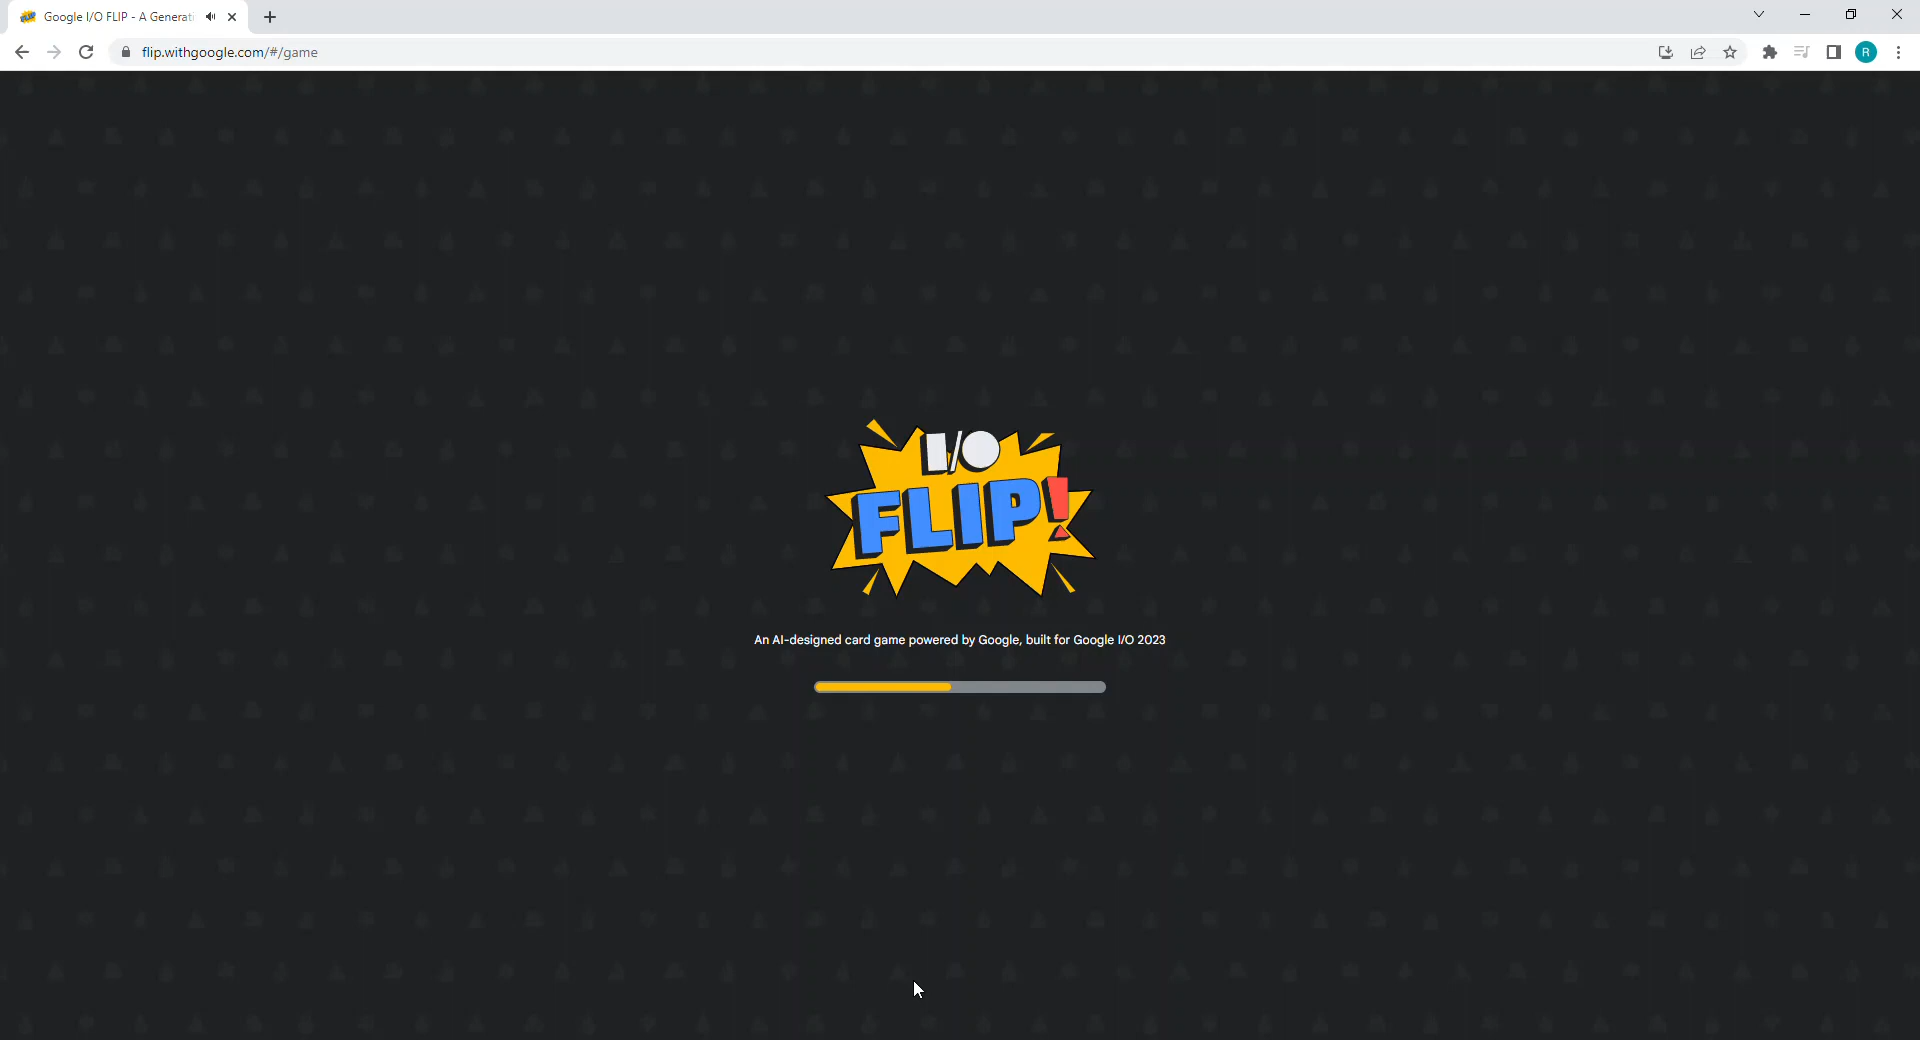 Google I/O FLIP - A Generat
flip.withgoogle.com/#/game
R
I/O
FLIP!
An AI-designed card game powered by Google, built for Google I/O 2023